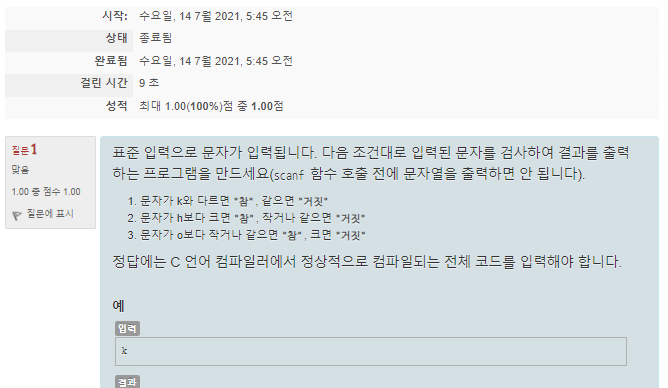 시작: 수요일, 14 7월 2021, 5:45 오전
상태 종료됨
완료됨 수요일, 14 7월 2021, 5:45 오전
걸린 시간 9 초
성적 최대 1.00(100%)점 중 1.00점
질문 1
맞음
1.00 중 점수 1.00
질문에 표시
표준 입력으로 문자가 입력됩니다. 다음 조건대로 입력된 문자를 검사하여 결과를 출력
하는 프로그램을 만드세요(scanf 함수 호출 전에 문자열을 출력하면 안 됩니다).
1. 문자가 k와 다르면 "참", 같으면 "거짓"
2. 문자가 h보다 크면 "참", 작거나 같으면 "거짓"
3. 문자가 o보다 작거나 같으면 "참", 크면 "거짓"
정답에는 C 언어 컴파일러에서 정상적으로 컴파일되는 전체 코드를 입력해야 합니다.
예
입력
k
결과